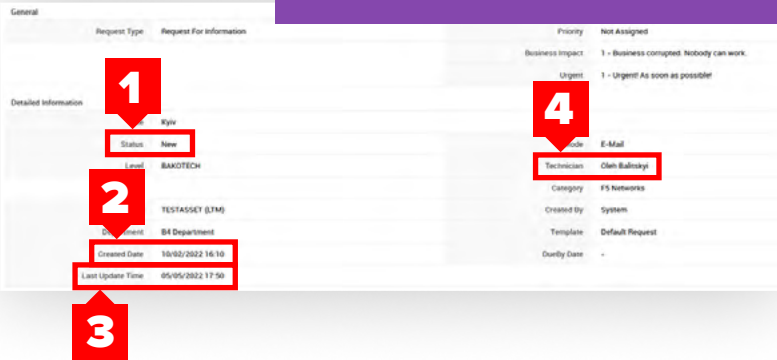 General
Request Type Request For Information
Priority Not Assigned
Business Impact 1 - Business corrupted. Nobody can work.
Urgent 1 - Urgent! As soon as possible!
1
4
Detailed Information
Kyiv
Status New
E-Mail
Level BAKOTECH
Technician Oleh Balinskyi
2
Category F5 Networks
TESTASSET (LTM)
Created By System
Department B4 Department
Template Default Request
Created Date 10/02/2022 16:10
DueBy Date -
Last Update Time 05/05/2022 17:50
3